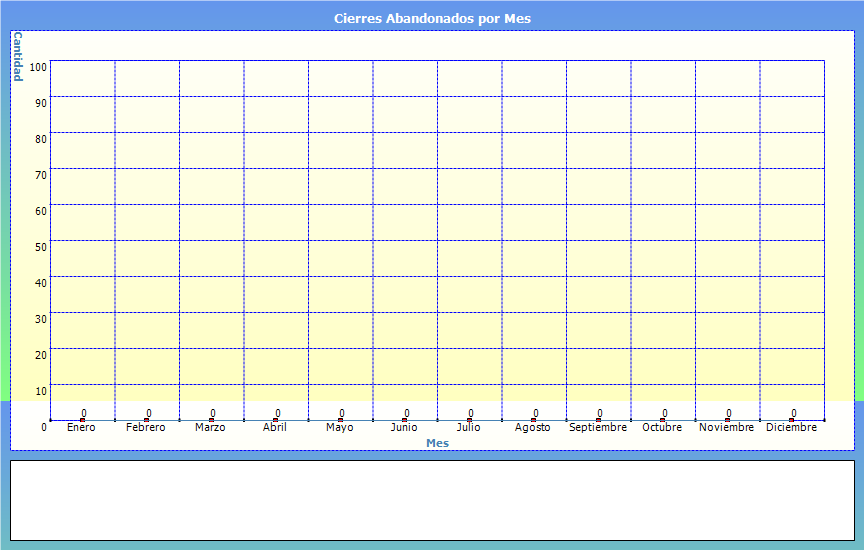 Cierres Abandonados por Mes
Cantidad
100
90
80
70
60
50
40
30
20
10
0
0 0 0 0 0 0 0 0 0 0 0 0
Enero Febrero Marzo Abril Mayo Junio Julio Agosto Septiembre Octubre Noviembre Diciembre
Mes